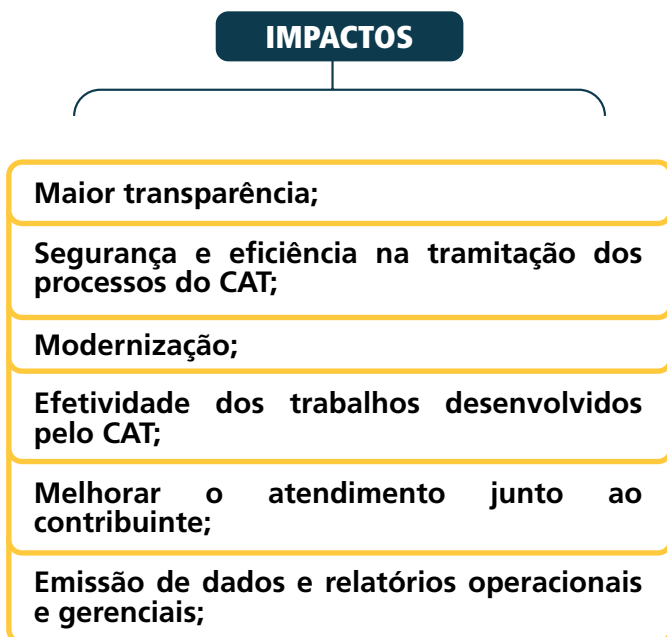 IMPACTOS
Maior transparência;
Segurança e eficiência na tramitação dos
processos do CAT;
Modernização;
Efetividade dos trabalhos desenvolvidos
pelo CAT;
Melhorar o atendimento junto ao
contribuinte;
Emissão de dados e relatórios operacionais
e gerenciais;